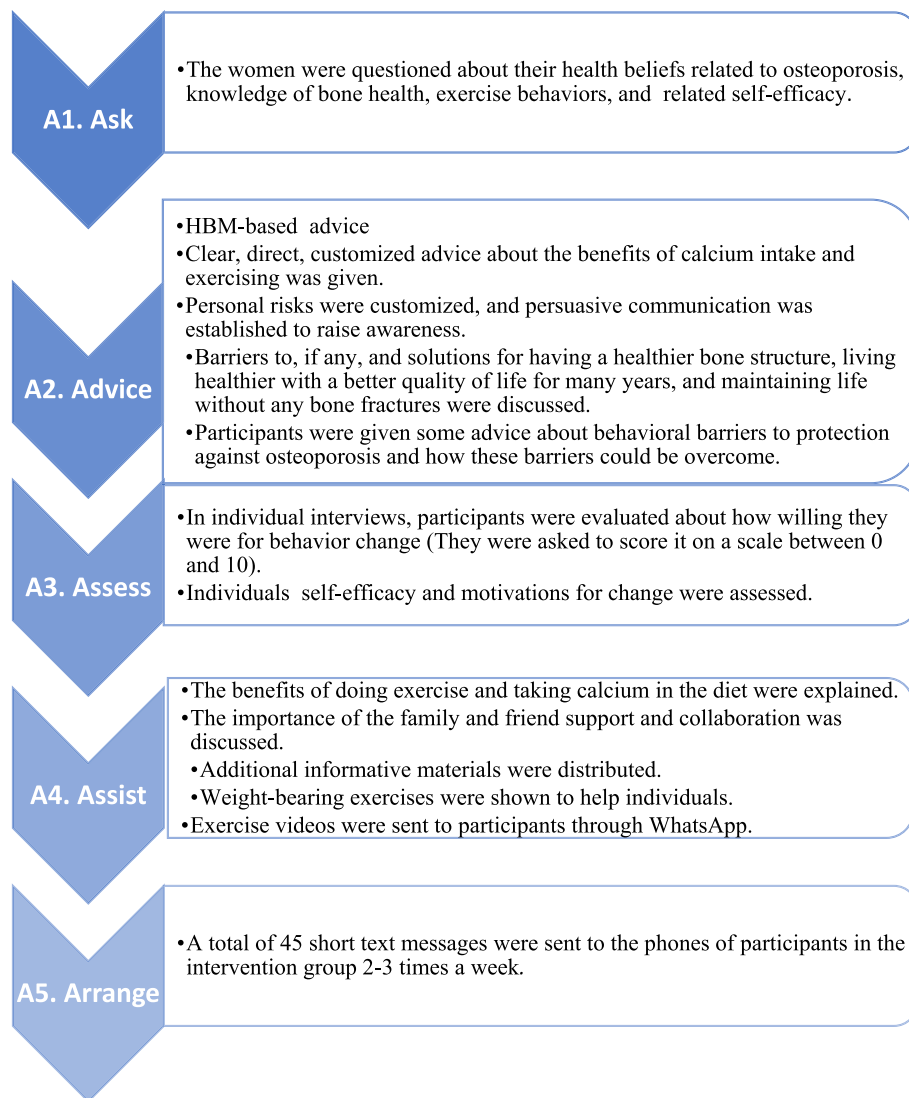 A1. Ask
•The women were questioned about their health beliefs related to osteoporosis,
knowledge of bone health, exercise behaviors, and related self-efficacy.
A2. Advice
•HBM-based advice
•Clear, direct, customized advice about the benefits of calcium intake and
exercising was given.
•Personal risks were customized, and persuasive communication was
established to raise awareness.
•Barriers to, if any, and solutions for having a healthier bone structure, living
healthier with a better quality of life for many years, and maintaining life
without any bone fractures were discussed.
•Participants were given some advice about behavioral barriers to protection
against osteoporosis and how these barriers could be overcome.
A3. Assess
•In individual interviews, participants were evaluated about how willing they
were for behavior change (They were asked to score it on a scale between 0
and 10).
•Individuals self-efficacy and motivations for change were assessed.
A4. Assist
•The benefits of doing exercise and taking calcium in the diet were explained.
•The importance of the family and friend support and collaboration was
discussed.
•Additional informative materials were distributed.
•Weight-bearing exercises were shown to help individuals.
•Exercise videos were sent to participants through WhatsApp.
A5. Arrange
•A total of 45 short text messages were sent to the phones of participants in the
intervention group 2-3 times a week.